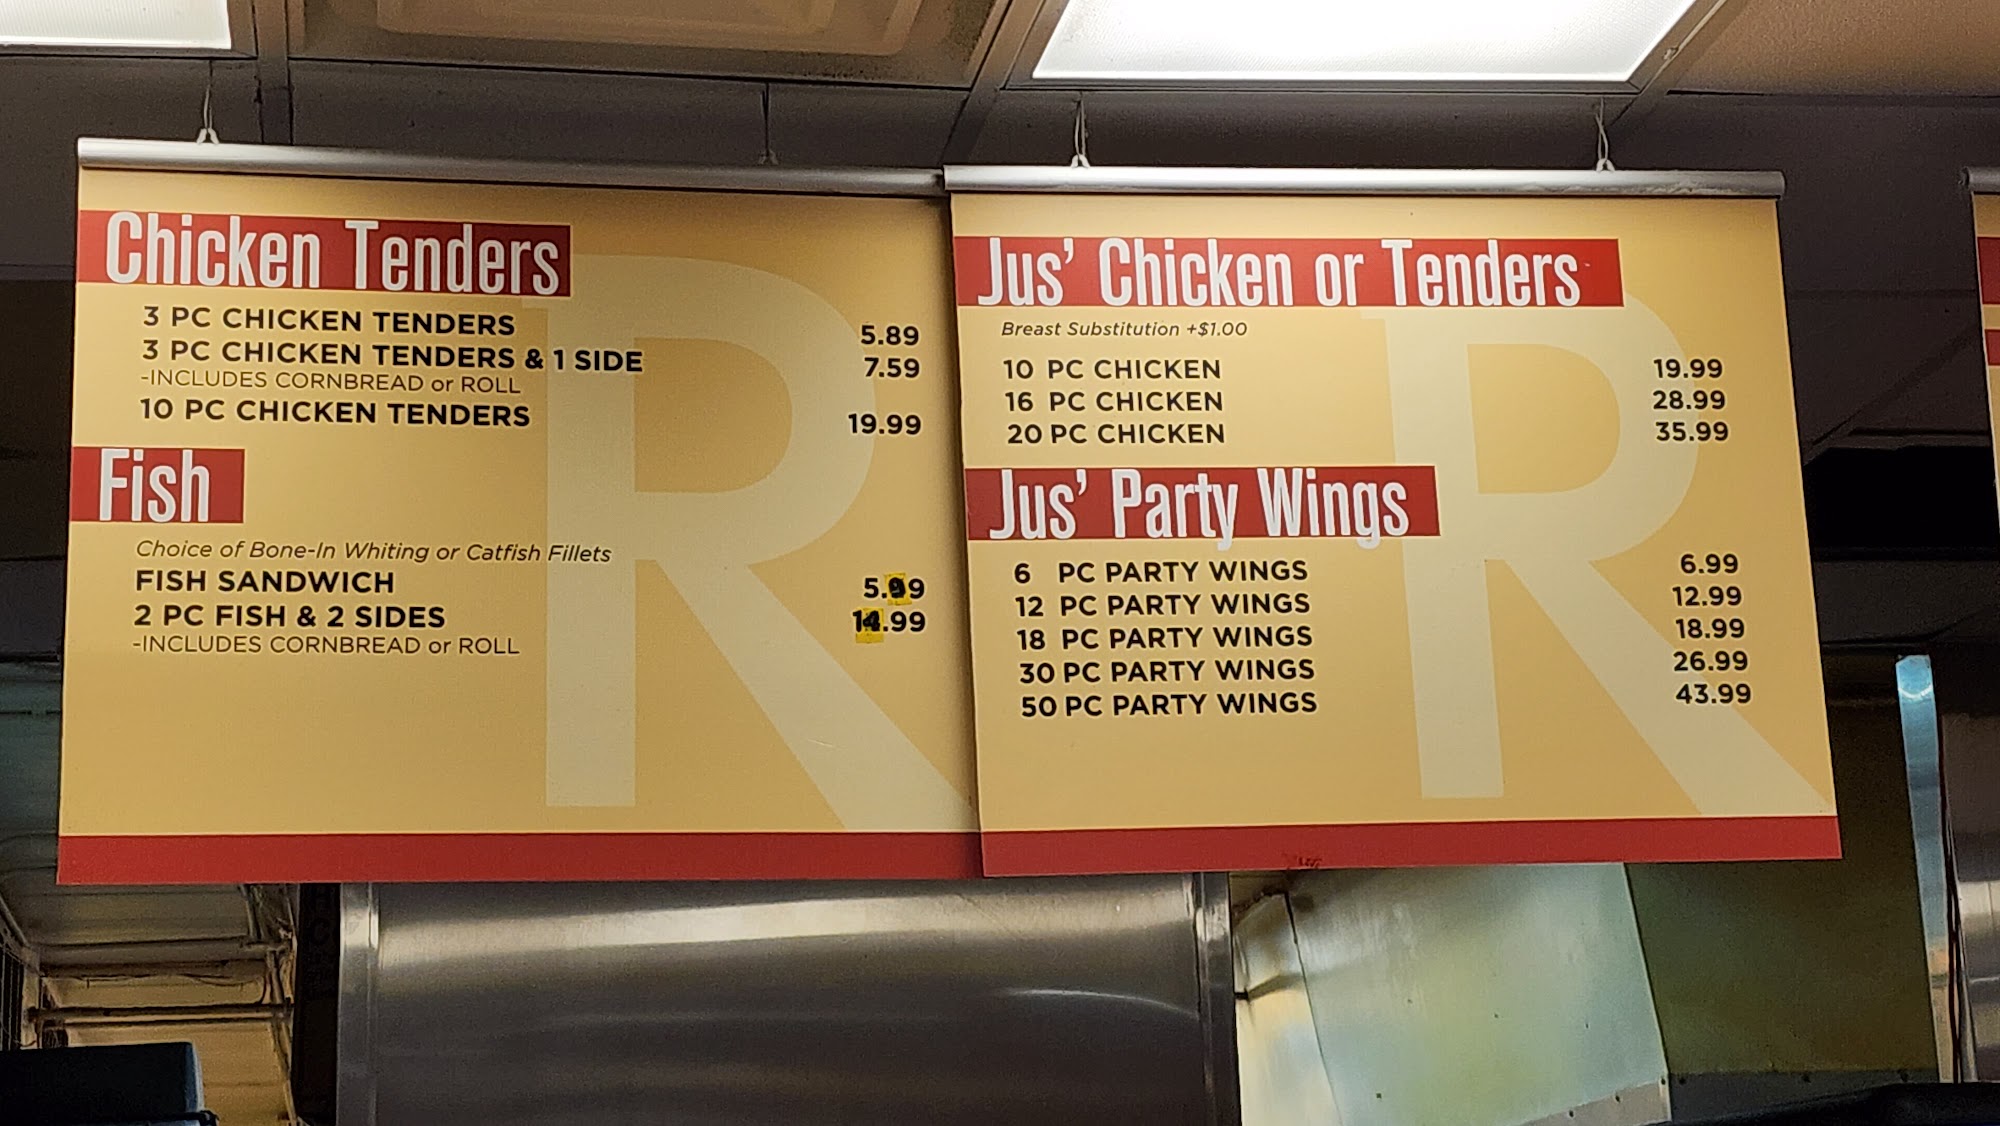 Chicken Tenders
3 PC CHICKEN TENDERS 5.89
3 PC CHICKEN TENDERS & 1 SIDE 7.59
-INCLUDES CORNBREAD or ROLL
10 PC CHICKEN TENDERS 19.99
Fish
Choice of Bone-In Whiting or Catfish Fillets
FISH SANDWICH 5.99
2 PC FISH & 2 SIDES 14.99
-INCLUDES CORNBREAD or ROLL
Jus' Chicken or Tenders
Breast Substitution +$1.00
10 PC CHICKEN 19.99
16 PC CHICKEN 28.99
20 PC CHICKEN 35.99
Jus' Party Wings
6 PC PARTY WINGS 6.99
12 PC PARTY WINGS 12.99
18 PC PARTY WINGS 18.99
30 PC PARTY WINGS 26.99
50 PC PARTY WINGS 43.99
R
R